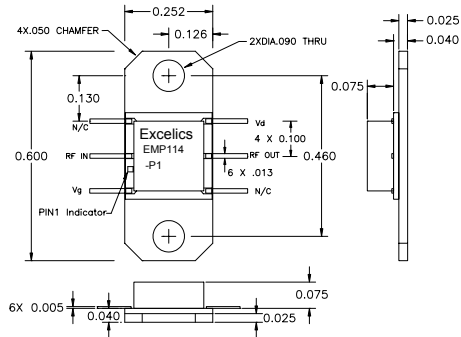 0.252
0.025
4X.050 CHAMFER
0.126
2XDIA.090 THRU
0.040
0.075
0.130
N/C
Vd
Excelics
4 X 0.100
EMP114
0.600
RF IN
RF OUT
0.460
-P1
6 X .013
Vg
N/C
PIN1 Indicator
6X 0.005
0.075
0.040
0.025